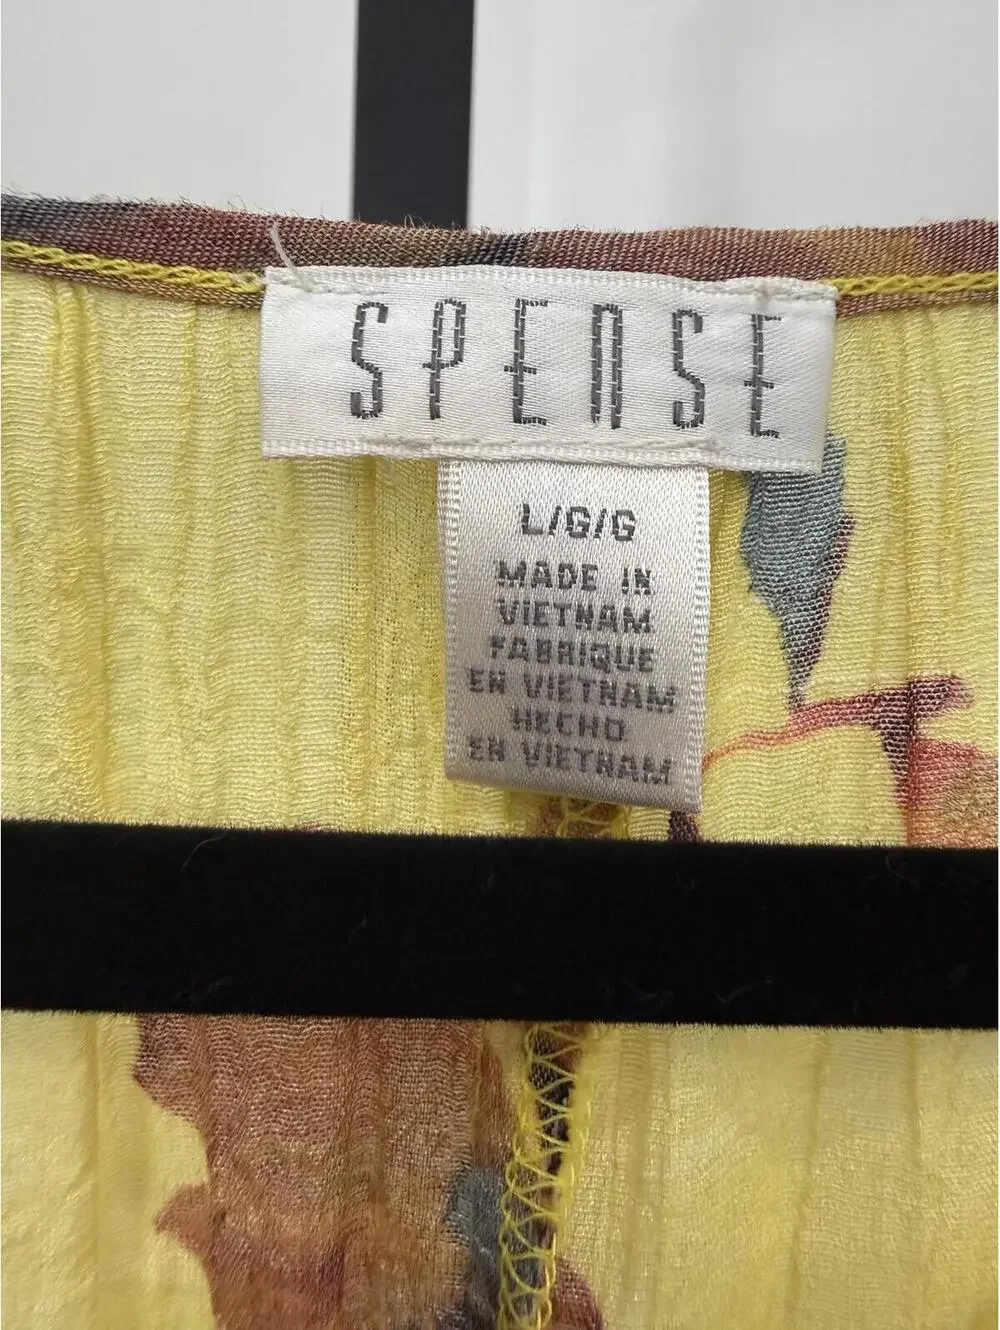 SPENSE
L/G/G
MADE IN
VIETNAM
FABRIQUE
EN VIETNAM
HECHO
EN VIETNAM